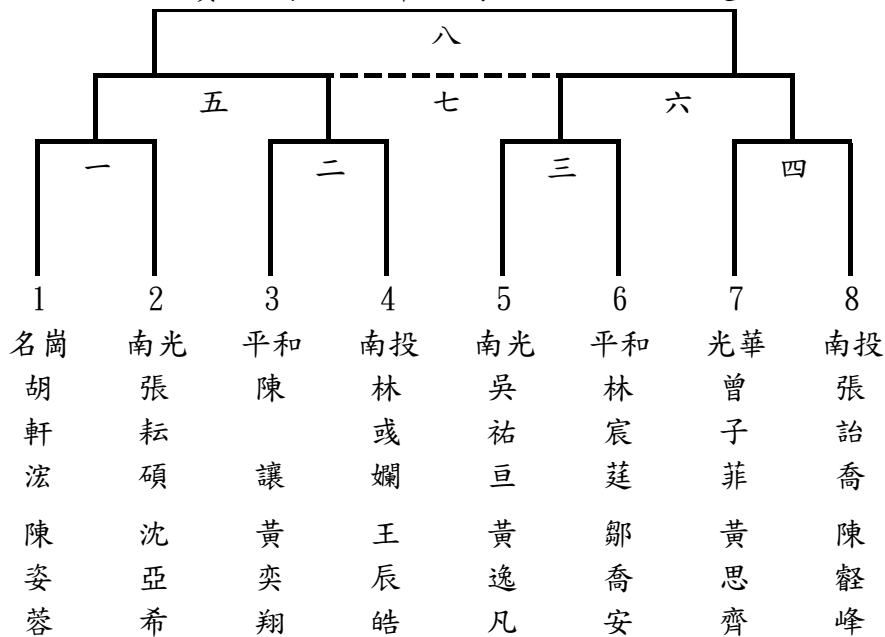 八
五 七 六
一 二 三 四
1 2 3 4 5 6 7 8
名崗 南光 平和 南投 南光 平和 光華 南投
胡 張 陳 林 吳 林 曾 張
軒 耘 彧 祐 宸 子 詒
浤 碩 讓 斕 亘 莛 菲 喬
陳 沈 黃 王 黃 鄒 黃 陳
姿 亞 奕 辰 逸 喬 思 睿
蓉 希 翔 皓 凡 安 齊 峰